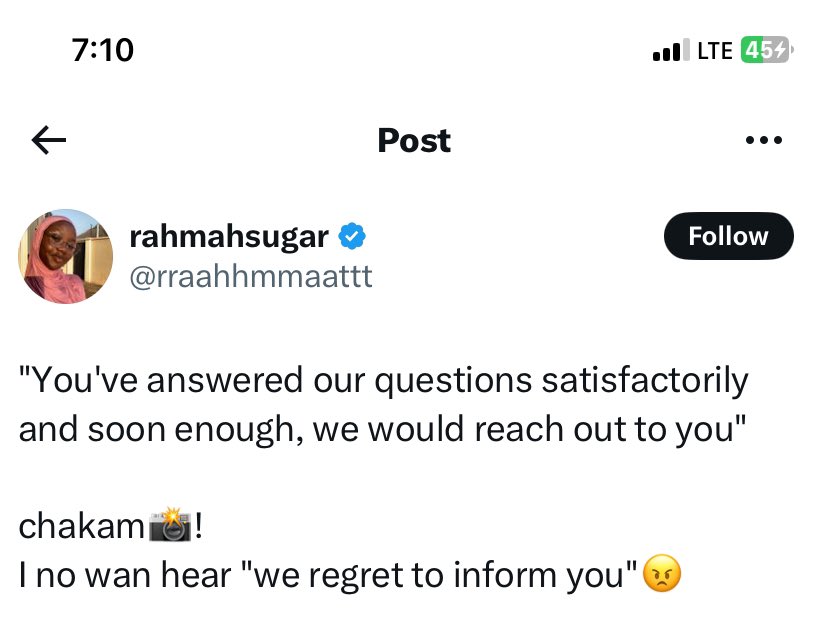 7:10 LTE 45
Post
rahmahsugar
Follow
@rraahhmmaattt
"You've answered our questions satisfactorily
and soon enough, we would reach out to you"
chakam📸!
I no wan hear "we regret to inform you"😠